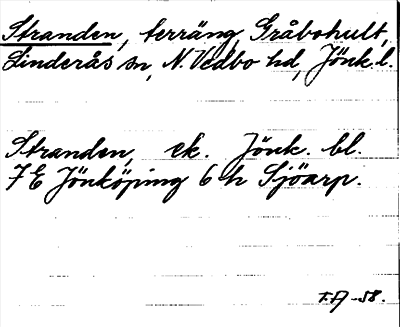 Stranden, terräng, Gråbohult,
Linderås sn, N. Vedbo hd, Jönk. l.
Stranden, ek. Jönk. bl.
7E Jönköping 6 h Sjöarp.
T.A -58.